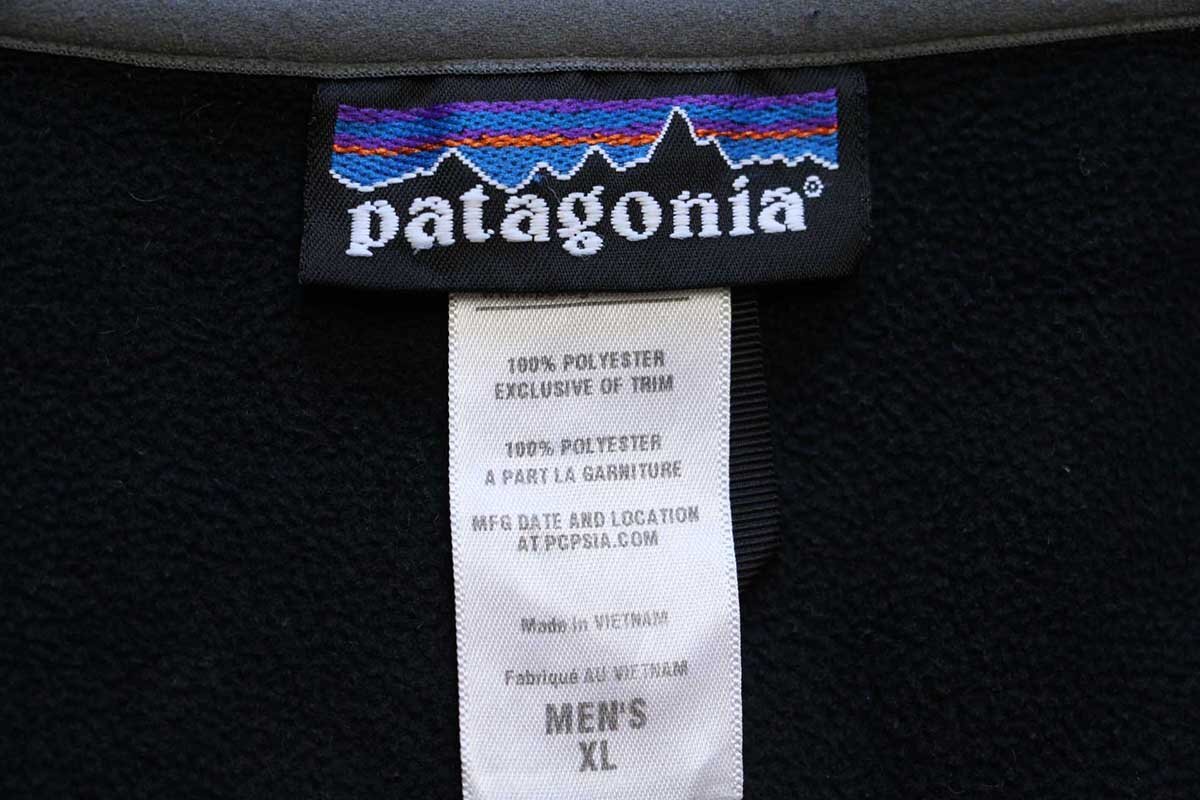 patagonia®
100% POLYESTER
EXCLUSIVE OF TRIM
100% POLYESTER
A PART LA GARNITURE
MFG DATE AND LOCATION
AT PCPSIA.COM
Made in VIETNAM
Fabriqué AU VIETNAM
MEN'S
XL